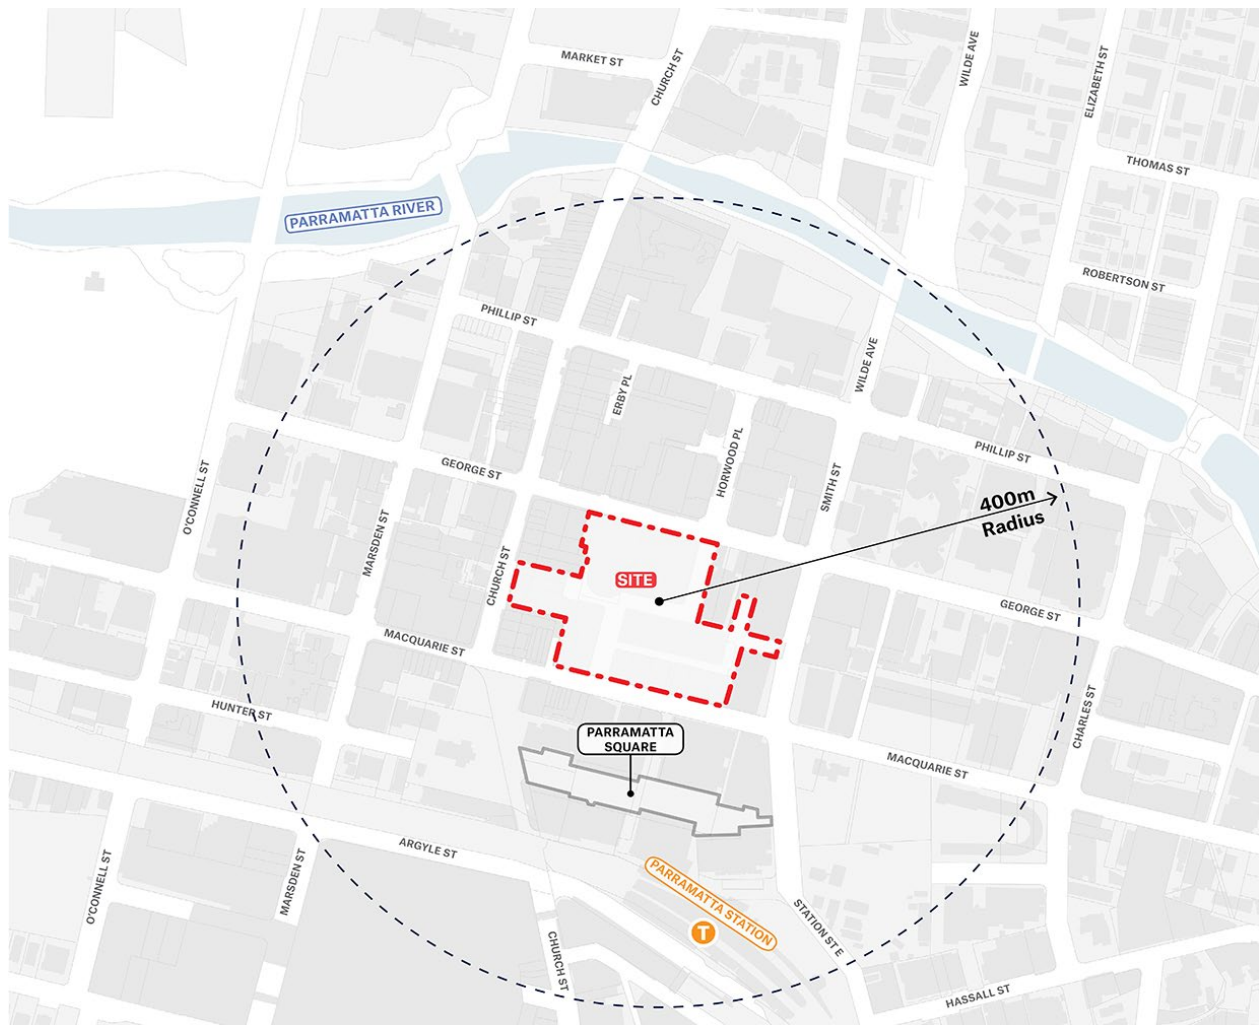 MARKET ST
CHURCH ST
WILDE AVE
ELIZABETH ST
THOMAS ST
PARRAMATTA RIVER
ROBERTSON ST
PHILLIP ST
WILDE AVE
ERBY PL
GEORGE ST
HORWOOD PL
SMITH ST
PHILLIP ST
O'CONNELL ST
MARSDEN ST
400m
Radius
CHURCH ST
SITE
GEORGE ST
MACQUARIE ST
HUNTER ST
CHARLES ST
PARRAMATTA
SQUARE
MACQUARIE ST
ARGYLE ST
O'CONNELL ST
MARSDEN ST
PARRAMATTA STATION
T
STATION ST E
CHURCH ST
HASSALL ST